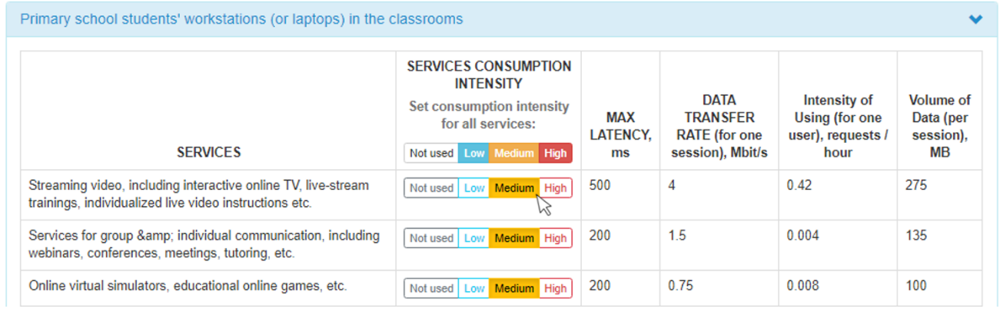 Primary school students' workstations (or laptops) in the classrooms
SERVICES
SERVICES CONSUMPTION
INTENSITY
Set consumption intensity
for all services:
Not used Low Medium High
MAX
LATENCY,
ms
DATA
TRANSFER
RATE (for one
session), Mbit/s
Intensity of
Using (for one
user), requests /
hour
Volume of
Data (per
session),
MB
Streaming video, including interactive online TV, live-stream
trainings, individualized live video instructions etc.
Not used Low Medium High
500
4
0.42
275
Services for group &amp; individual communication, including
webinars, conferences, meetings, tutoring, etc.
Not used Low Medium High
200
1.5
0.004
135
Online virtual simulators, educational online games, etc.
Not used Low Medium High
200
0.75
0.008
100